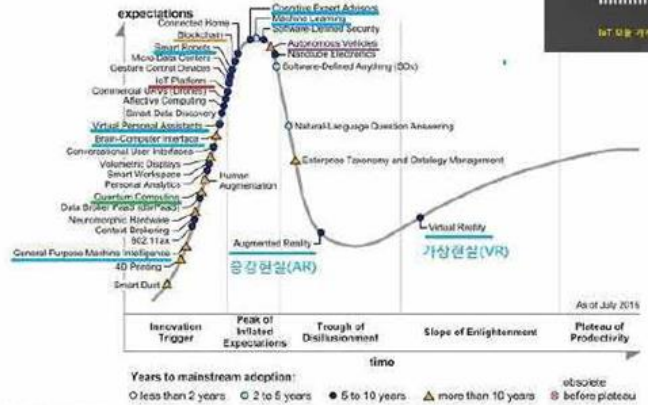 expectations
Cognitive Expert Advisors
Machine Learning
Software-Defined Security
Connected Home
Blockchain
Smart Robots
Micro Data Centers
Gesture Control Devices
IoT Platform
Commercial UAVs (Drones)
Affective Computing
Smart Data Discovery
Virtual Personal Assistants
Brain-Computer Interface
Conversational User Interfaces
Volumetric Displays
Smart Workspace
Personal Analytics
Quantum Computing
Data Broker PaaS (dbrPaaS)
Neuromorphic Hardware
Context Brokering
802.11ax
General Purpose Machine Intelligence
4D Printing
Smart Dust
Human
Augmentation
Autonomous Vehicles
Nanotube Electronics
Software-Defined Anything (SDx)
Natural-Language Question Answering
Enterprise Taxonomy and Ontology Management
Augmented Reality
증강현실(AR)
Virtual Reality
가상현실(VR)
As of July 2016
Innovation
Trigger
Peak of
Inflated
Expectations
Trough of
Disillusionment
Slope of Enlightenment
Plateau of
Productivity
time
Years to mainstream adoption:
less than 2 years
2 to 5 years
5 to 10 years
more than 10 years
obsolete
before plateau